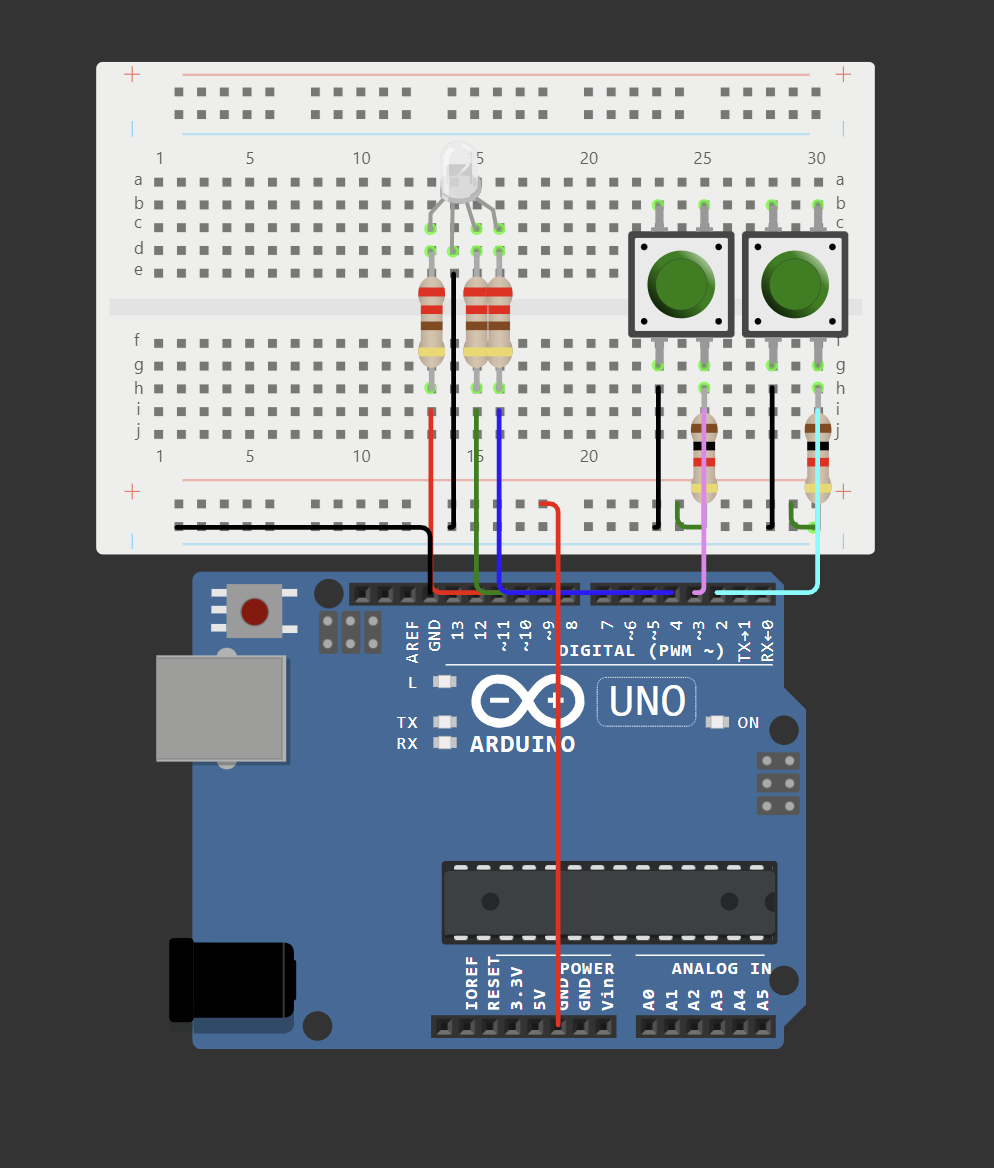 1 5 10 5 20 25 30
a a
b b
c c
d d
e e
f f
g g
h h
i i
j j
1 5 10 15 20
AREF GND 13 12 ~11 ~10 ~9 8 7 ~6 ~5 4 ~3 2 TX→1 RX←0
DIGITAL (PWM ~)
L
TX
RX
ARDUINO
UNO
ON
POWER
ANALOG IN
IOREF RESET 3.3V 5V GND GND Vin A0 A1 A2 A3 A4 A5